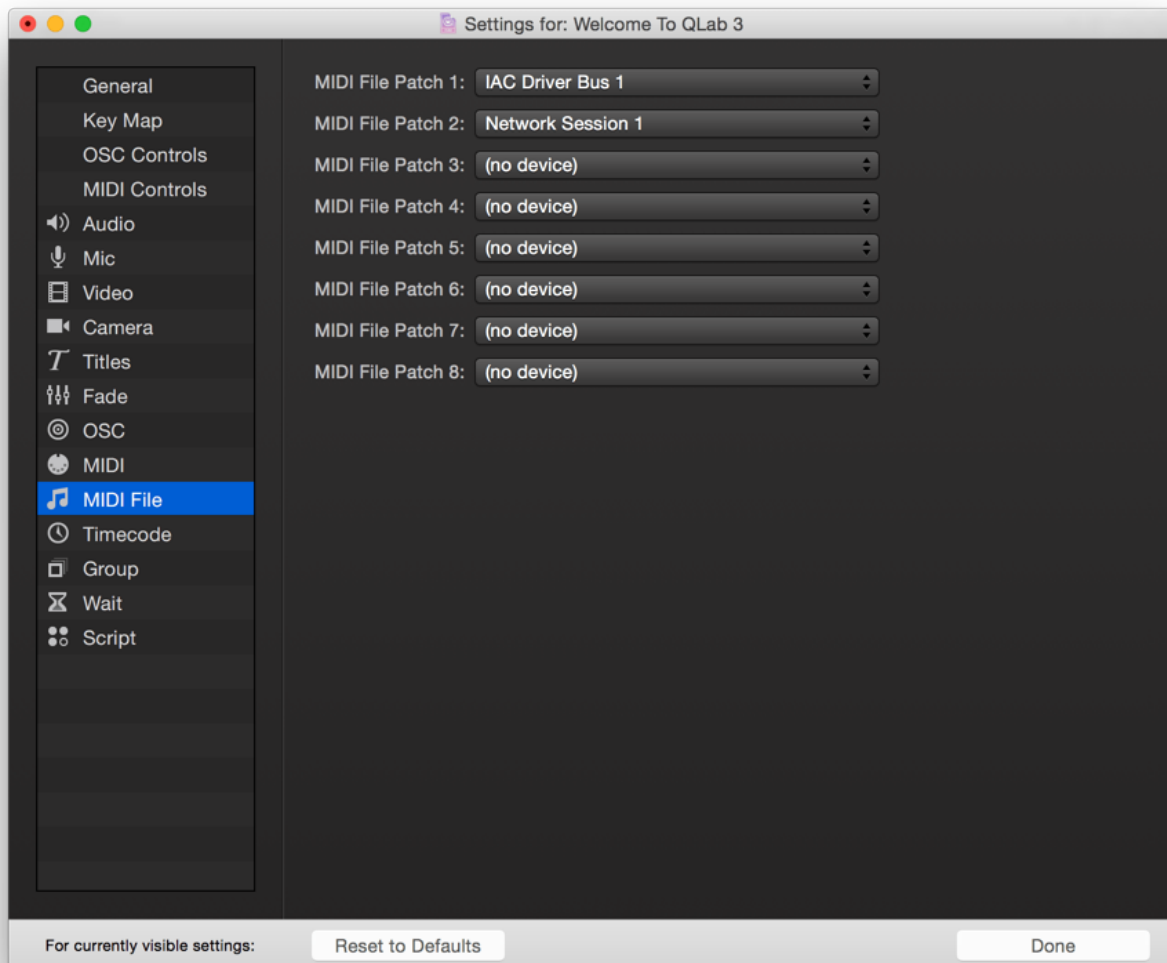 Settings for: Welcome To QLab 3
General
Key Map
OSC Controls
MIDI Controls
Audio
Mic
Video
Camera
Titles
Fade
OSC
MIDI
MIDI File
Timecode
Group
Wait
Script
MIDI File Patch 1: IAC Driver Bus 1
MIDI File Patch 2: Network Session 1
MIDI File Patch 3: (no device)
MIDI File Patch 4: (no device)
MIDI File Patch 5: (no device)
MIDI File Patch 6: (no device)
MIDI File Patch 7: (no device)
MIDI File Patch 8: (no device)
For currently visible settings: Reset to Defaults Done